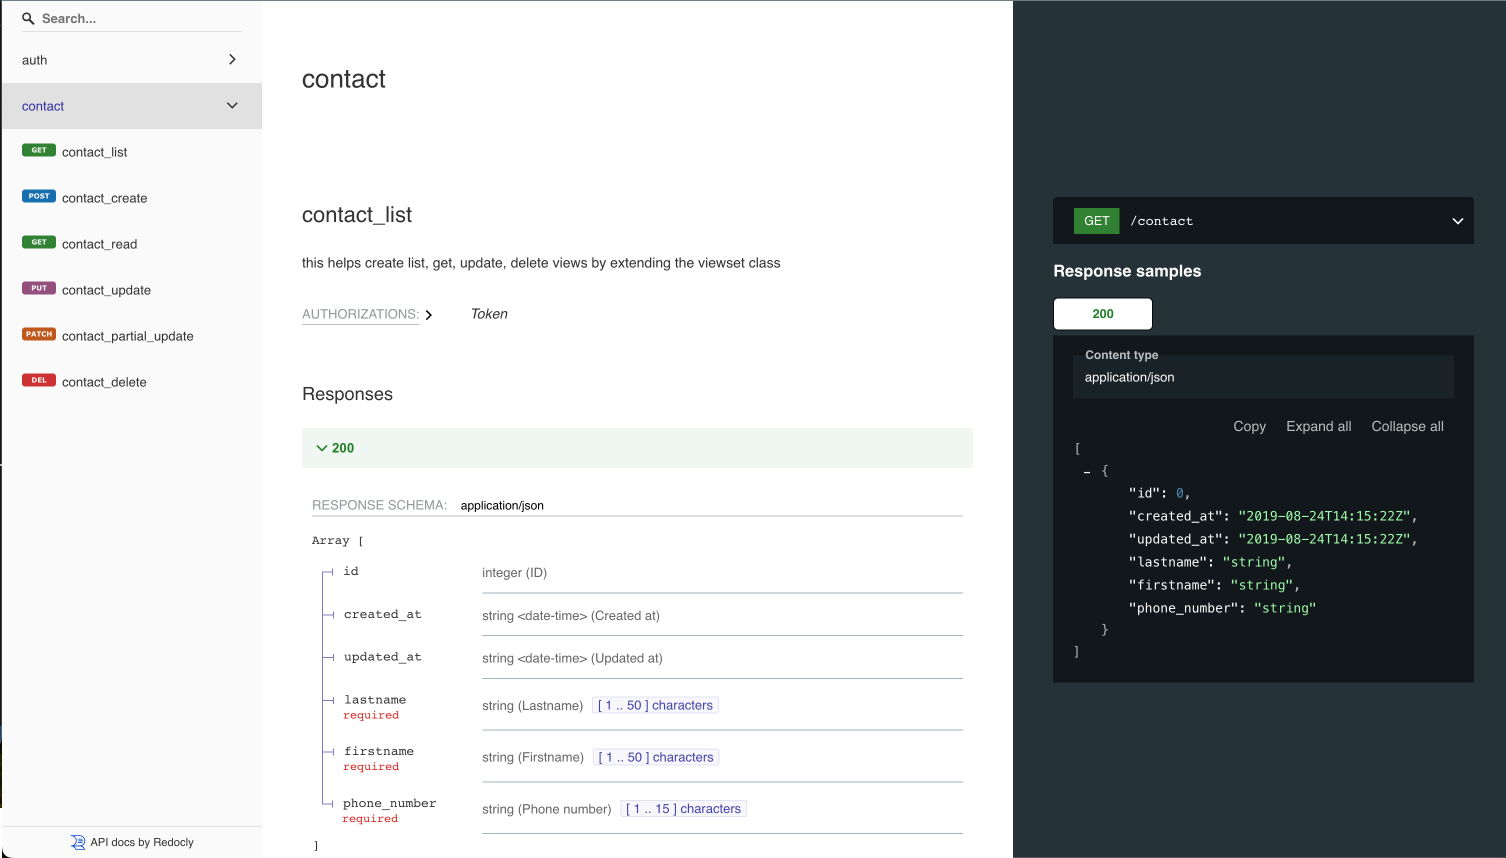 Search...
auth
contact
GET contact_list
POST contact_create
GET contact_read
PUT contact_update
PATCH contact_partial_update
DEL contact_delete
API docs by Redocly
contact
contact_list
this helps create list, get, update, delete views by extending the viewset class
AUTHORIZATIONS: Token
Responses
200
RESPONSE SCHEMA: application/json
Array [
id integer (ID)
created_at string <date-time> (Created at)
updated_at string <date-time> (Updated at)
lastname string (Lastname) [ 1 .. 50 ] characters
required
firstname string (Firstname) [ 1 .. 50 ] characters
required
phone_number string (Phone number) [ 1 .. 15 ] characters
required
]
GET /contact
Response samples
200
Content type
application/json
Copy Expand all Collapse all
[
- {
"id": 0,
"created_at": "2019-08-24T14:15:22Z",
"updated_at": "2019-08-24T14:15:22Z",
"lastname": "string",
"firstname": "string",
"phone_number": "string"
}
]